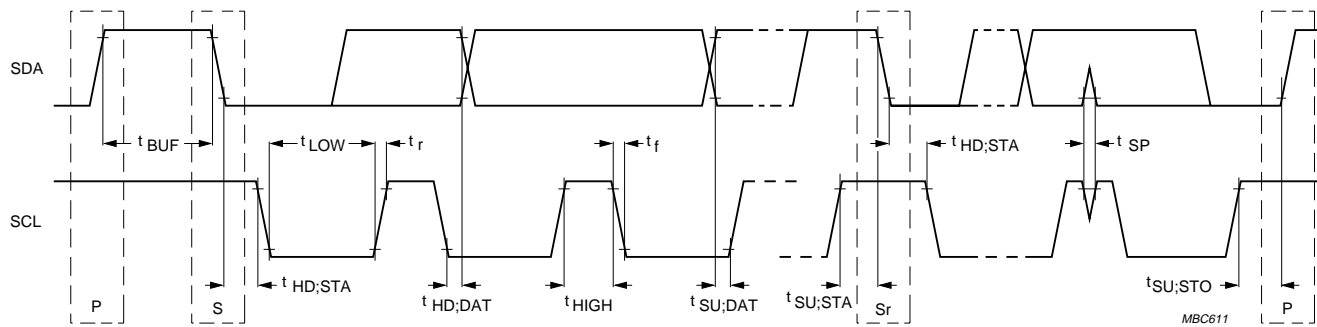 SDA
t BUF
t LOW
t r
t f
t HD;STA
t SP
SCL
t HD;STA
t HD;DAT
t HIGH
t SU;DAT
t SU;STA
t SU;STO
P
S
Sr
P
MBC611